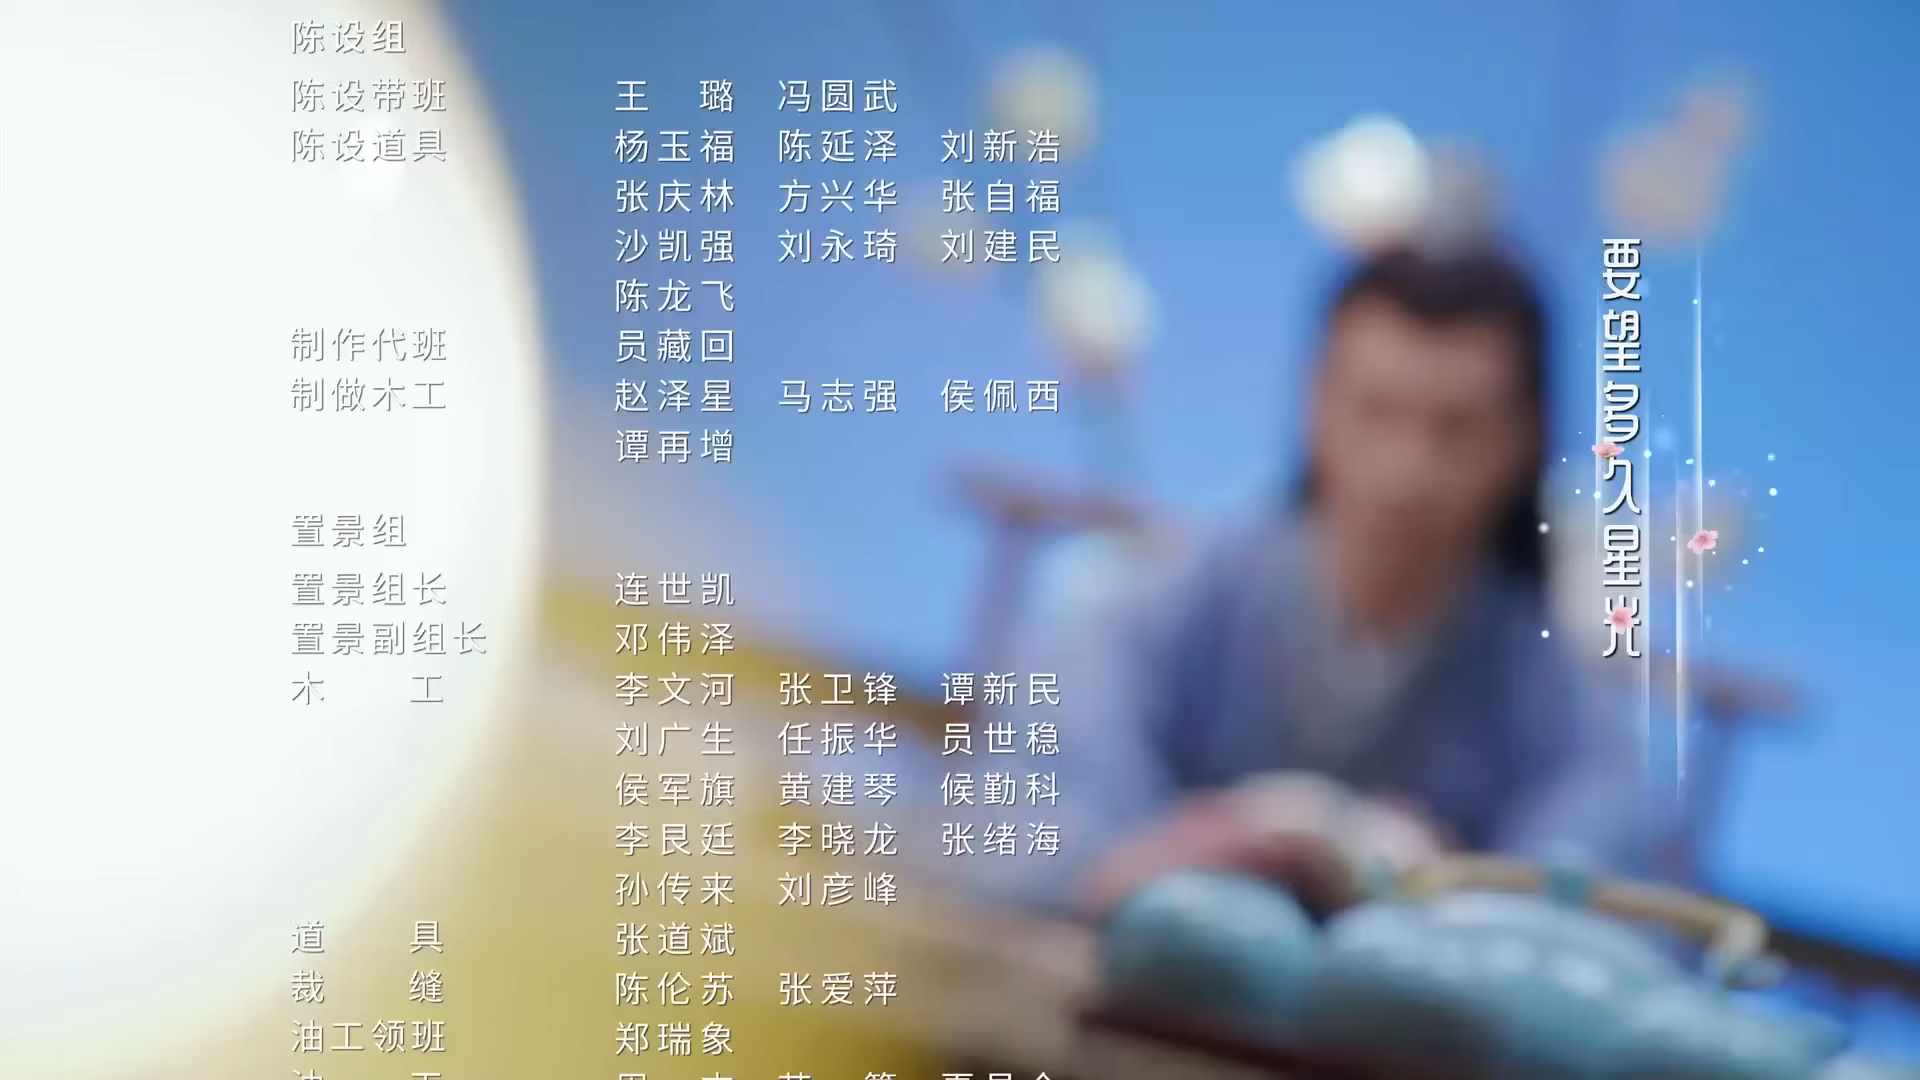 陈设组
陈设带班 王璐 冯圆武
陈设道具 杨玉福 陈延泽 刘新浩
张庆林 方兴华 张自福
沙凯强 刘永琦 刘建民
陈龙飞
制作代班 员藏回
制做木工 赵泽星 马志强 侯佩西
谭再增
置景组
置景组长 连世凯
置景副组长 邓伟泽
木工 李文河 张卫锋 谭新民
刘广生 任振华 员世稳
侯军旗 黄建琴 候勤科
李艮廷 李晓龙 张绪海
孙传来 刘彦峰
道具 张道斌
裁缝 陈伦苏 张爱萍
油工领班 郑瑞象
要望多久星光